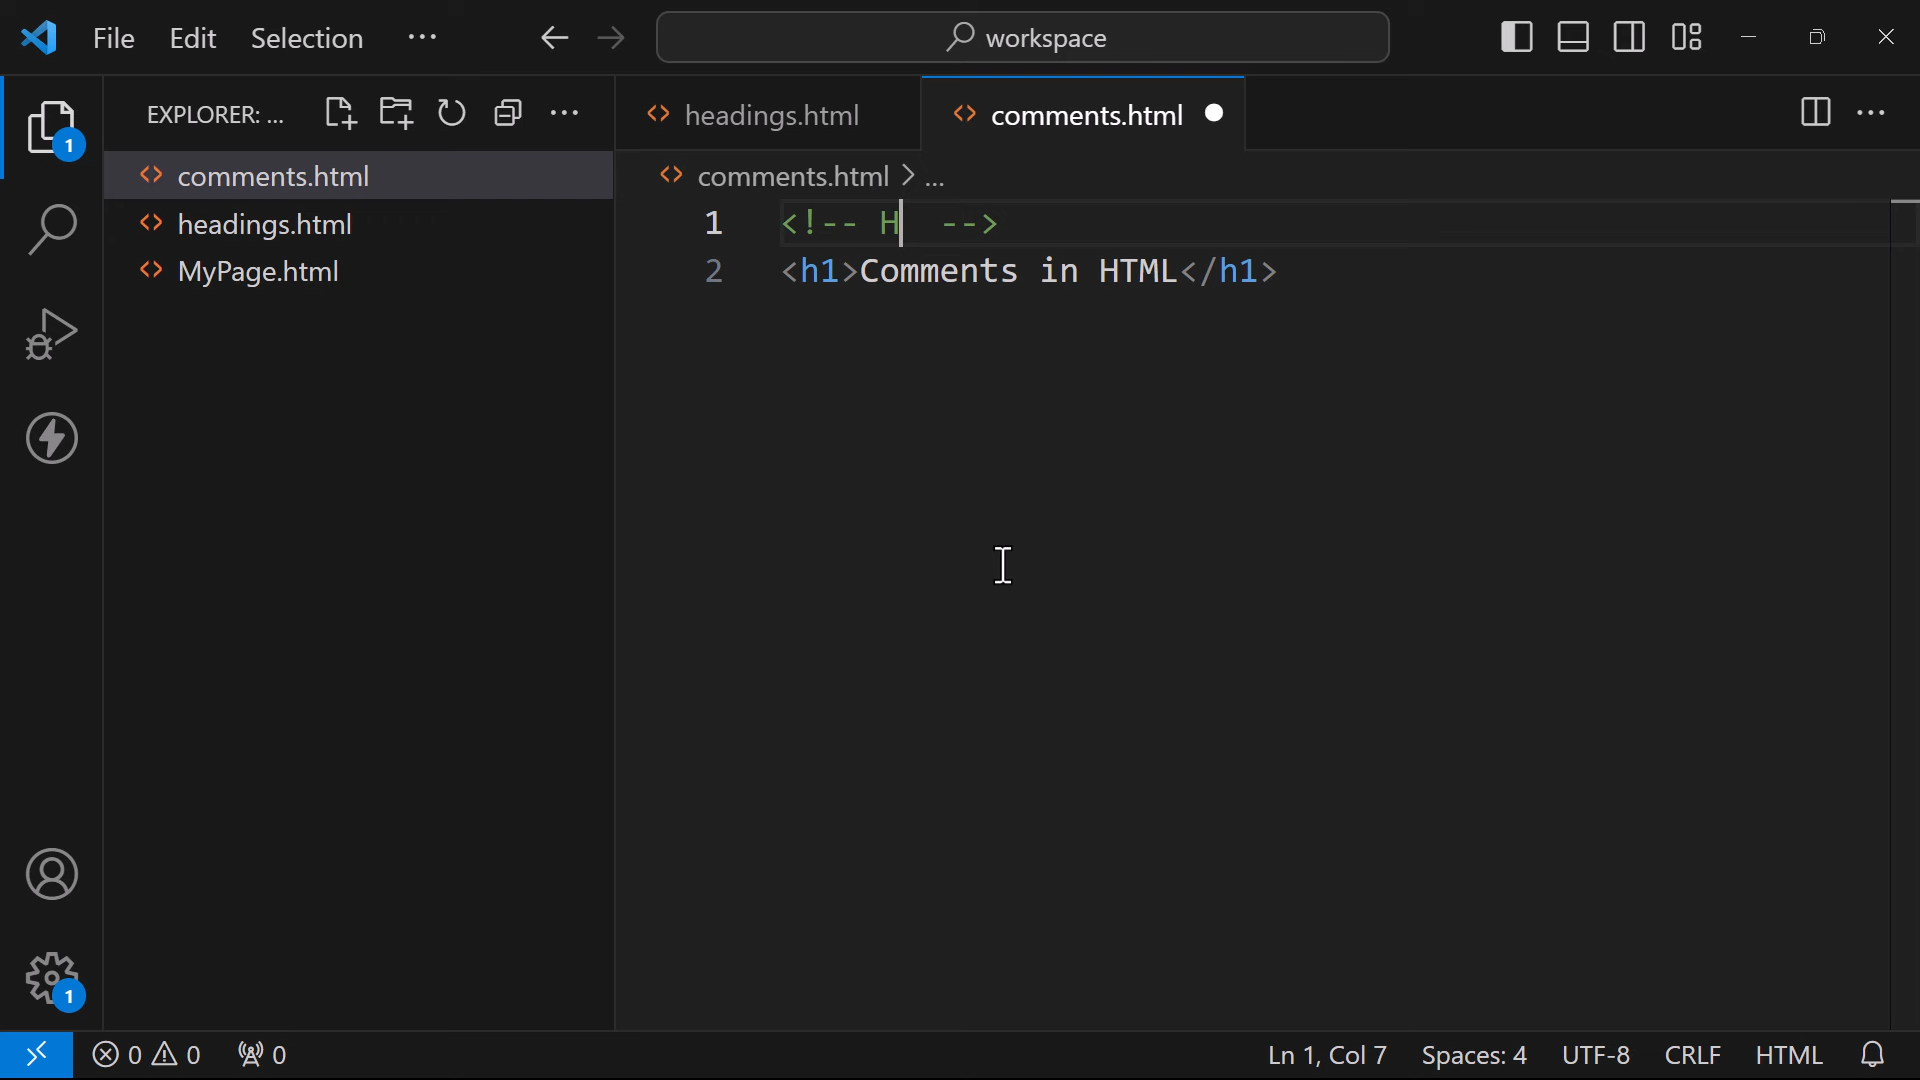 File Edit Selection ··· workspace
EXPLORER: ...
headings.html comments.html
comments.html
headings.html
MyPage.html
comments.html > ...
1 <!-- H  -->
2 <h1>Comments in HTML</h1>
1
1
0 0 0
Ln 1, Col 7 Spaces: 4 UTF-8 CRLF HTML